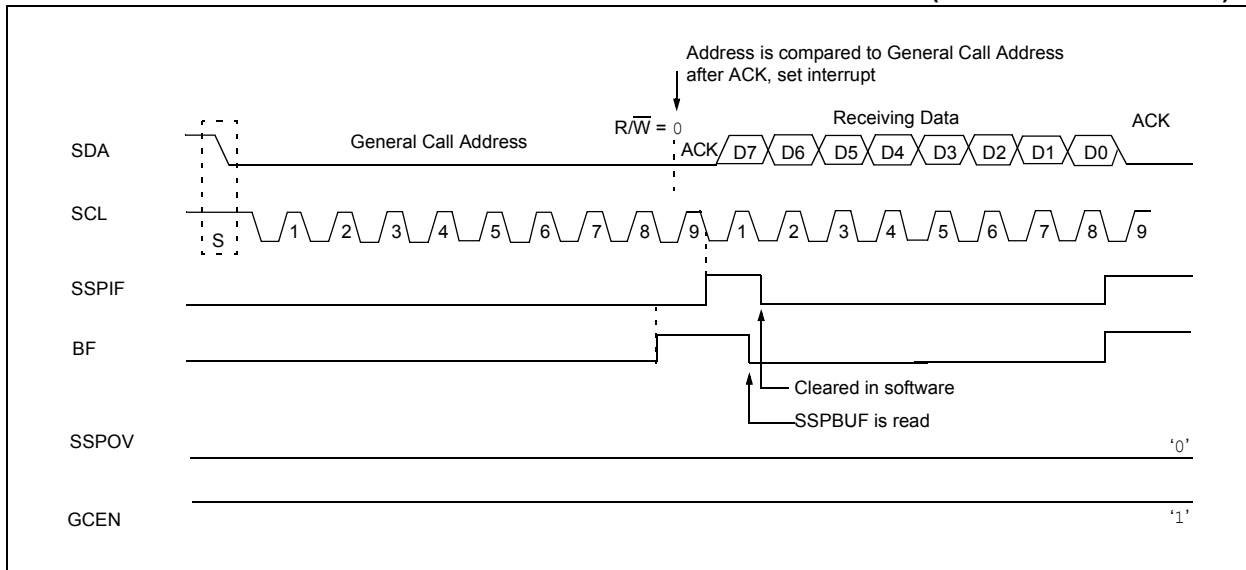 Address is compared to General Call Address
after ACK, set interrupt
R/W̅ = 0
Receiving Data
ACK
SDA
General Call Address
ACK
D7 D6 D5 D4 D3 D2 D1 D0
SCL
S
1 2 3 4 5 6 7 8 9 1 2 3 4 5 6 7 8 9
SSPIF
BF
Cleared in software
SSPBUF is read
SSPOV
‘0’
GCEN
‘1’